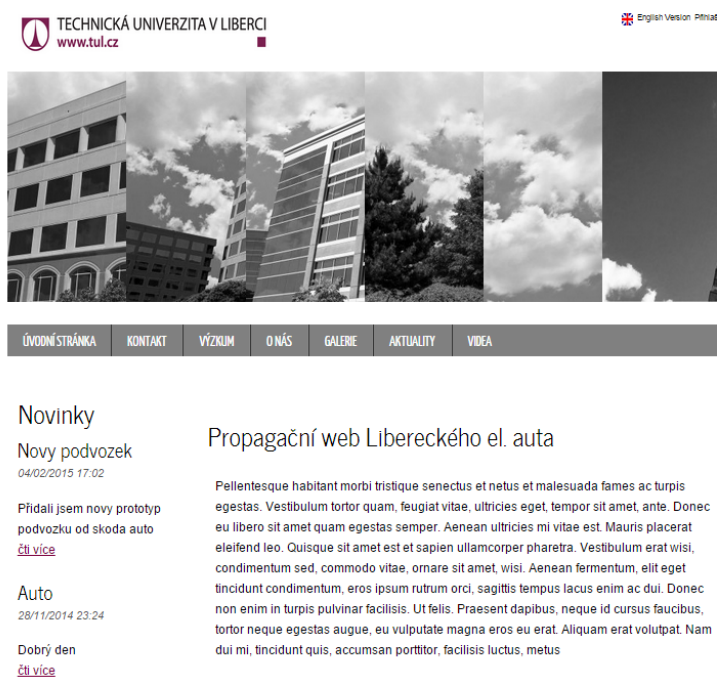 TECHNICKÁ UNIVERZITA V LIBERCI
www.tul.cz
English Version
ÚVODNÍ STRÁNKA KONTAKT VÝZKUM O NÁS GALERIE AKTUALITY VIDEA
Novinky
Novy podvozek
04/02/2015 17:02
Přidali jsem novy prototyp
podvozku od skoda auto
čti více
Auto
28/11/2014 23:24
Dobrý den
čti více
Propagační web Libereckého el. auta
Pellentesque habitant morbi tristique senectus et netus et malesuada fames ac turpis
egestas. Vestibulum tortor quam, feugiat vitae, ultricies eget, tempor sit amet, ante. Donec
eu libero sit amet quam egestas semper. Aenean ultricies mi vitae est. Mauris placerat
eleifend leo. Quisque sit amet est et sapien ullamcorper pharetra. Vestibulum erat wisi,
condimentum sed, commodo vitae, ornare sit amet, wisi. Aenean fermentum, elit eget
tincidunt condimentum, eros ipsum rutrum orci, sagittis tempus lacus enim ac dui. Donec
non enim in turpis pulvinar facilisis. Ut felis. Praesent dapibus, neque id cursus faucibus,
tortor neque egestas augue, eu vulputate magna eros eu erat. Aliquam erat volutpat. Nam
dui mi, tincidunt quis, accumsan porttitor, facilisis luctus, metus